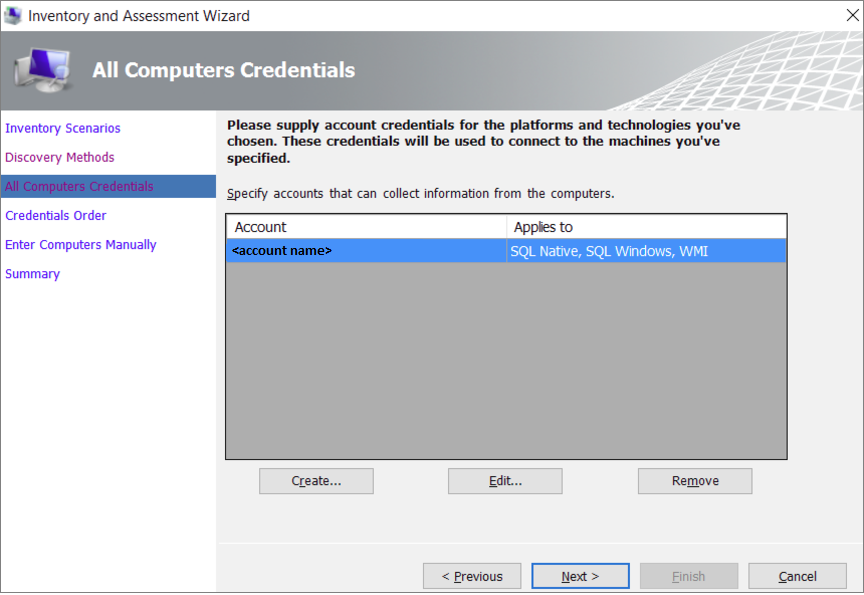 Inventory and Assessment Wizard
All Computers Credentials
Inventory Scenarios
Discovery Methods
All Computers Credentials
Credentials Order
Enter Computers Manually
Summary
Please supply account credentials for the platforms and technologies you've
chosen. These credentials will be used to connect to the machines you've
specified.
Specify accounts that can collect information from the computers.
Account Applies to
<account name> SQL Native, SQL Windows, WMI
Create... Edit... Remove
< Previous Next > Finish Cancel